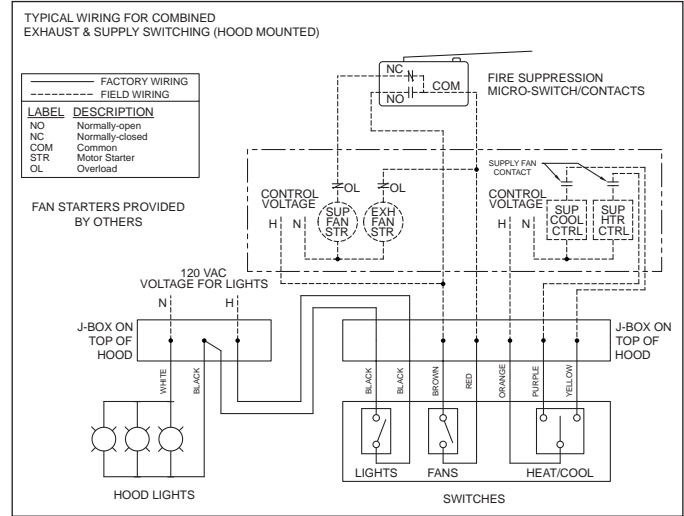 TYPICAL WIRING FOR COMBINED
EXHAUST & SUPPLY SWITCHING (HOOD MOUNTED)
FACTORY WIRING
FIELD WIRING
LABEL DESCRIPTION
NO Normally-open
NC Normally-closed
COM Common
STR Motor Starter
OL Overload
FAN STARTERS PROVIDED
BY OTHERS
NC
COM
NO
FIRE SUPPRESSION
MICRO-SWITCH/CONTACTS
SUPPLY FAN
CONTACT
CONTROL
VOLTAGE
H N
OL
OL
SUP
FAN
STR
EXH
FAN
STR
CONTROL
VOLTAGE
H N
SUP
COOL
CTRL
SUP
HTR
CTRL
120 VAC
VOLTAGE FOR LIGHTS
N H
J-BOX ON
TOP OF
HOOD
J-BOX ON
TOP OF
HOOD
WHITE
BLACK
BLACK
BLACK
BROWN
RED
ORANGE
PURPLE
YELLOW
LIGHTS
FANS
HEAT/COOL
HOOD LIGHTS
SWITCHES